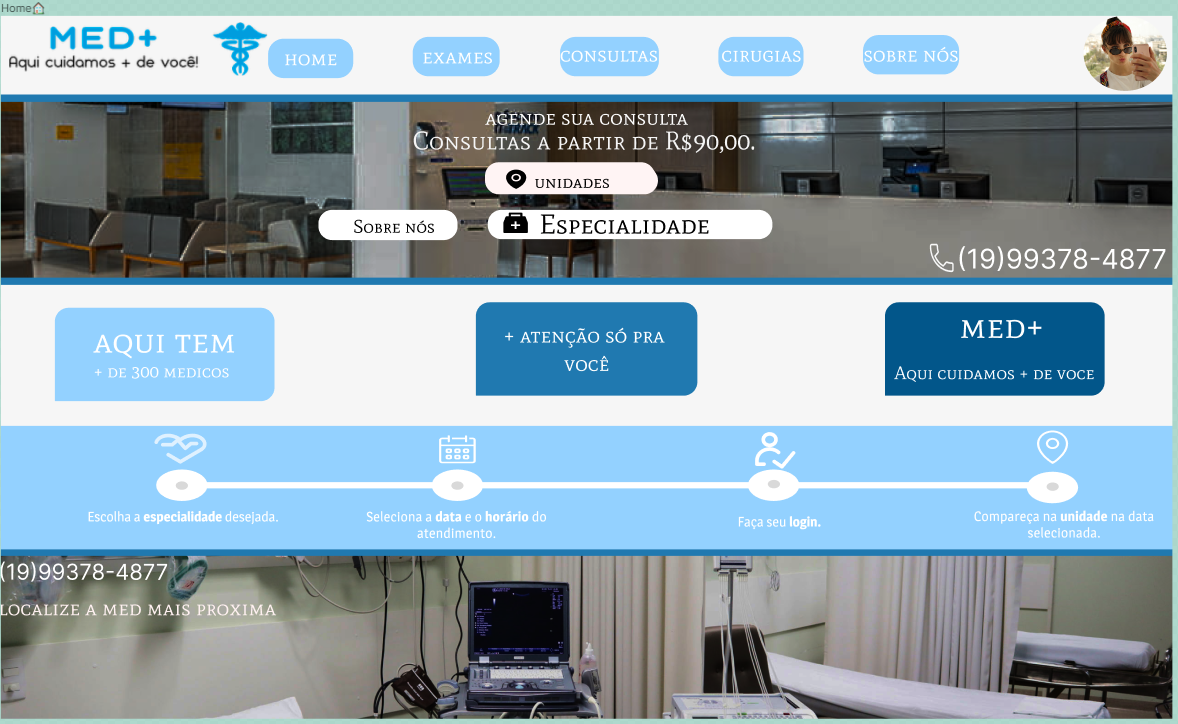 Home
MED+
Aqui cuidamos + de você!
HOME
EXAMES
CONSULTAS
CIRUGIAS
SOBRE NÓS
AGENDE SUA CONSULTA
Consultas a partir de R$90,00.
UNIDADES
Sobre nós
Especialidade
(19)99378-4877
AQUI TEM
+ DE 300 MEDICOS
+ ATENÇÃO SÓ PRA
VOCÊ
MED+
Aqui cuidamos + de voce
Escolha a especialidade desejada.
Seleciona a data e o horário do
atendimento.
Faça seu login.
Compareça na unidade na data
selecionada.
(19)99378-4877
LOCALIZE A MED MAIS PROXIMA